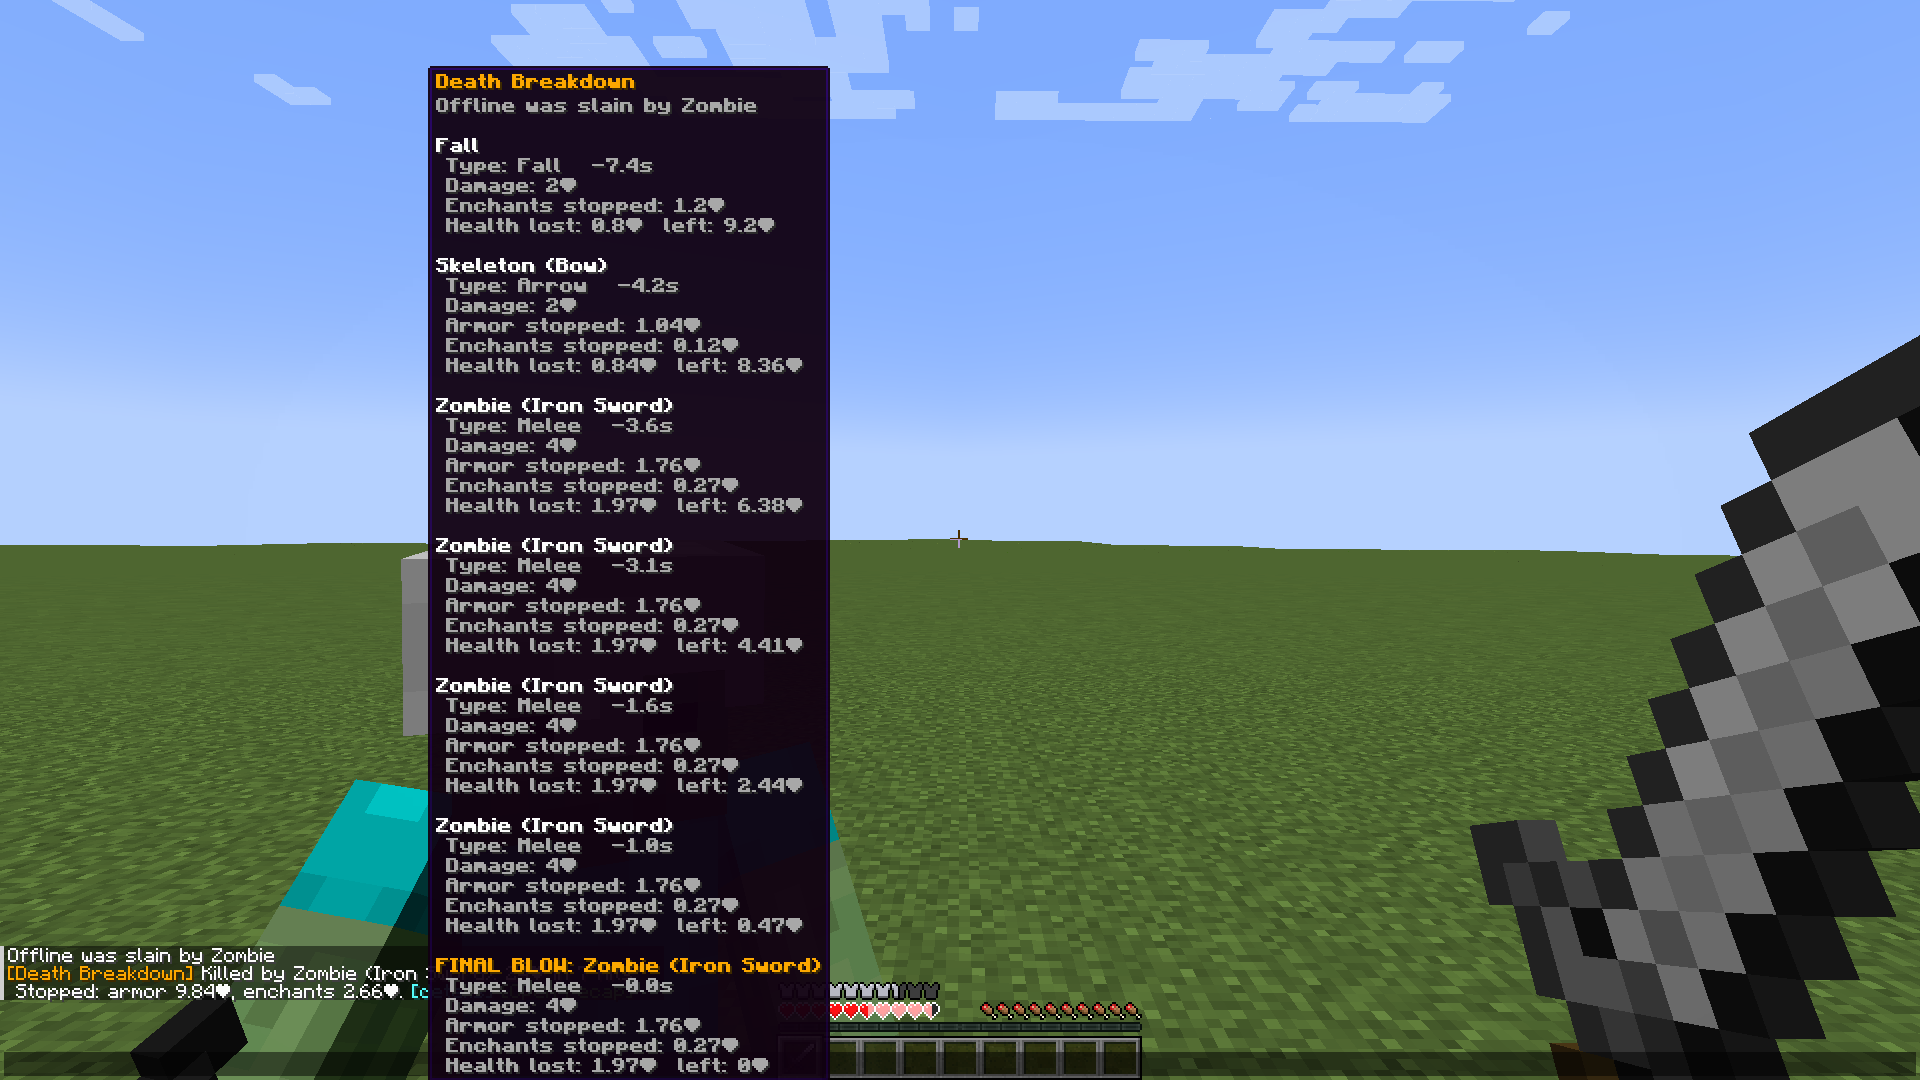 Death Breakdown
Offline was slain by Zombie
Fall
Type: Fall -7.4s
Damage: 2♥
Enchants stopped: 1.2♥
Health lost: 0.8♥ left: 9.2♥
Skeleton (Bow)
Type: Arrow -4.2s
Damage: 2♥
Armor stopped: 1.04♥
Enchants stopped: 0.12♥
Health lost: 0.84♥ left: 8.36♥
Zombie (Iron Sword)
Type: Melee -3.6s
Damage: 4♥
Armor stopped: 1.76♥
Enchants stopped: 0.27♥
Health lost: 1.97♥ left: 6.38♥
Zombie (Iron Sword)
Type: Melee -3.1s
Damage: 4♥
Armor stopped: 1.76♥
Enchants stopped: 0.27♥
Health lost: 1.97♥ left: 4.41♥
Zombie (Iron Sword)
Type: Melee -1.6s
Damage: 4♥
Armor stopped: 1.76♥
Enchants stopped: 0.27♥
Health lost: 1.97♥ left: 2.44♥
Zombie (Iron Sword)
Type: Melee -1.0s
Damage: 4♥
Armor stopped: 1.76♥
Enchants stopped: 0.27♥
Health lost: 1.97♥ left: 0.47♥
FINAL BLOW: Zombie (Iron Sword)
Type: Melee -0.0s
Damage: 4♥
Armor stopped: 1.76♥
Enchants stopped: 0.27♥
Health lost: 1.97♥ left: 0♥
Offline was slain by Zombie
[Death Breakdown] Killed by Zombie (Iron
Stopped: armor 9.84♥, enchants 2.66♥.